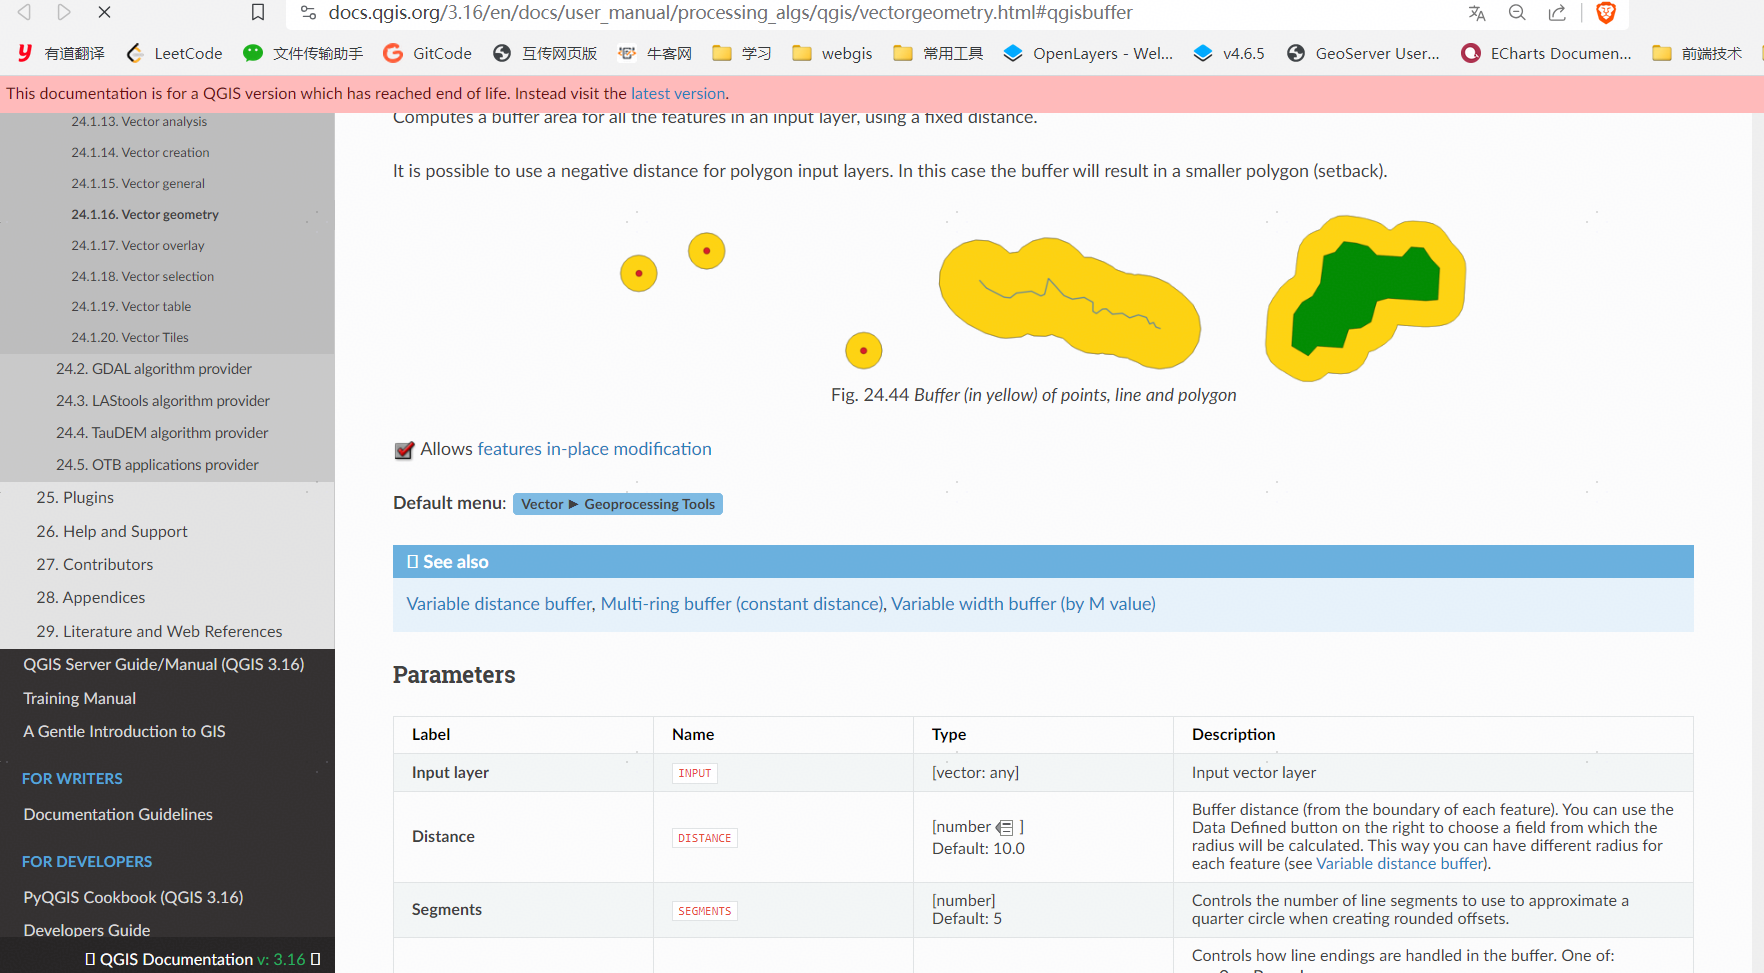 docs.qgis.org/3.16/en/docs/user_manual/processing_algs/qgis/vectorgeometry.html#qgisbuffer
有道翻译 LeetCode 文件传输助手 GitCode 互传网页版 牛客网 学习 webgis 常用工具 OpenLayers - Wel... v4.6.5 GeoServer User... ECharts Documen... 前端技术
This documentation is for a QGIS version which has reached end of life. Instead visit the latest version.
24.1.13. Vector analysis
24.1.14. Vector creation
24.1.15. Vector general
24.1.16. Vector geometry
24.1.17. Vector overlay
24.1.18. Vector selection
24.1.19. Vector table
24.1.20. Vector Tiles
24.2. GDAL algorithm provider
24.3. LAStools algorithm provider
24.4. TauDEM algorithm provider
24.5. OTB applications provider
25. Plugins
26. Help and Support
27. Contributors
28. Appendices
29. Literature and Web References
QGIS Server Guide/Manual (QGIS 3.16)
Training Manual
A Gentle Introduction to GIS
FOR WRITERS
Documentation Guidelines
FOR DEVELOPERS
PyQGIS Cookbook (QGIS 3.16)
Developers Guide
QGIS Documentation v: 3.16
Computes a buffer area for all the features in an input layer, using a fixed distance.
It is possible to use a negative distance for polygon input layers. In this case the buffer will result in a smaller polygon (setback).
Fig. 24.44 Buffer (in yellow) of points, line and polygon
Allows features in-place modification
Default menu: Vector ► Geoprocessing Tools
See also
Variable distance buffer, Multi-ring buffer (constant distance), Variable width buffer (by M value)
Parameters
Label Name Type Description
Input layer INPUT [vector: any] Input vector layer
Distance DISTANCE [number ]
Default: 10.0
Buffer distance (from the boundary of each feature). You can use the
Data Defined button on the right to choose a field from which the
radius will be calculated. This way you can have different radius for
each feature (see Variable distance buffer).
Segments SEGMENTS [number]
Default: 5
Controls the number of line segments to use to approximate a
quarter circle when creating rounded offsets.
Controls how line endings are handled in the buffer. One of: